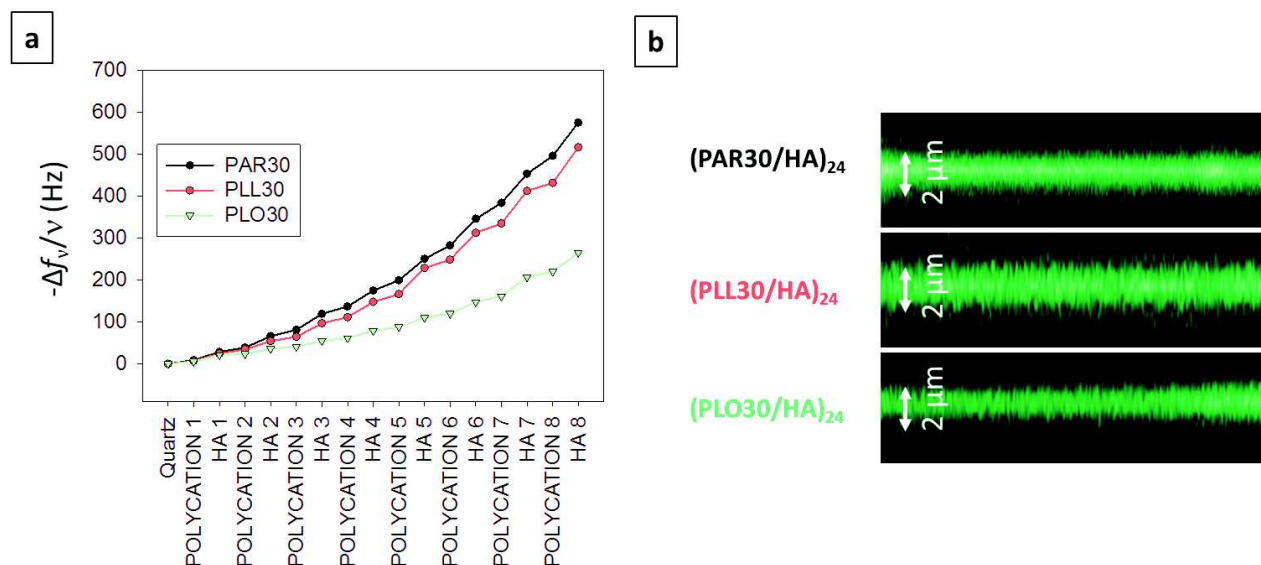 a
b
700
600
500
400
300
200
100
0
-Δfᵥ/ν (Hz)
PAR30
PLL30
PLO30
Quartz
POLYCATION 1
HA 1
POLYCATION 2
HA 2
POLYCATION 3
HA 3
POLYCATION 4
HA 4
POLYCATION 5
HA 5
POLYCATION 6
HA 6
POLYCATION 7
HA 7
POLYCATION 8
HA 8
(PAR30/HA)₂₄
2 μm
(PLL30/HA)₂₄
2 μm
(PLO30/HA)₂₄
2 μm